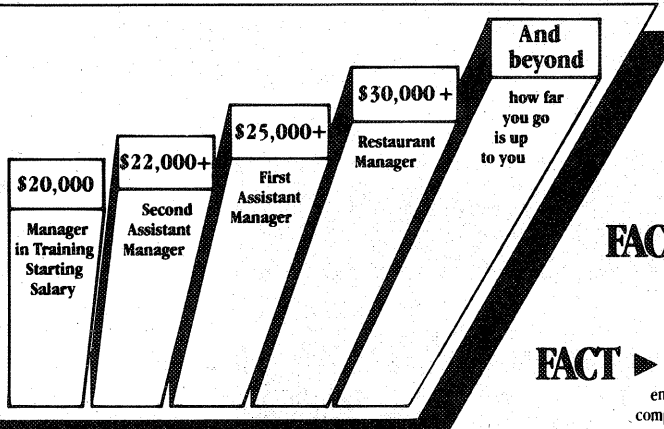 $20,000
Manager
in Training
Starting
Salary
$22,000+
Second
Assistant
Manager
$25,000+
First
Assistant
Manager
$30,000 +
Restaurant
Manager
And
beyond
how far
you go
is up
to you
FAC
FACT ▶
en
comp